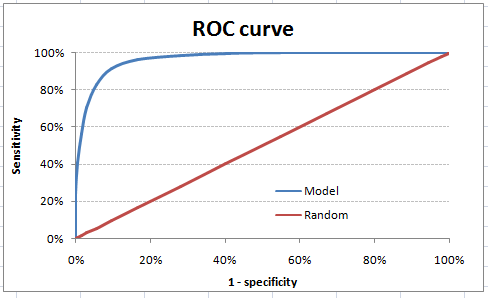 ROC curve
100%
80%
60%
40%
20%
0%
Sensitivity
Model
Random
0% 20% 40% 60% 80% 100%
1 - specificity